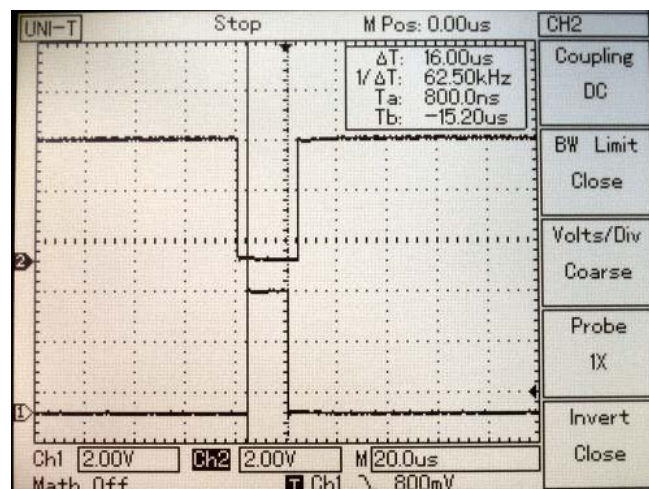 UNI-T Stop M Pos: 0.00us CH2
ΔT: 16.00us
1/ΔT: 62.50kHz
Ta: 800.0ns
Tb: -15.20us
Coupling
DC
BW Limit
Close
Volts/Div
Coarse
Probe
1X
Invert
Close
2
1
Ch1 2.00V Ch2 2.00V M 20.0us
Math Off T Ch1 \ 800mV